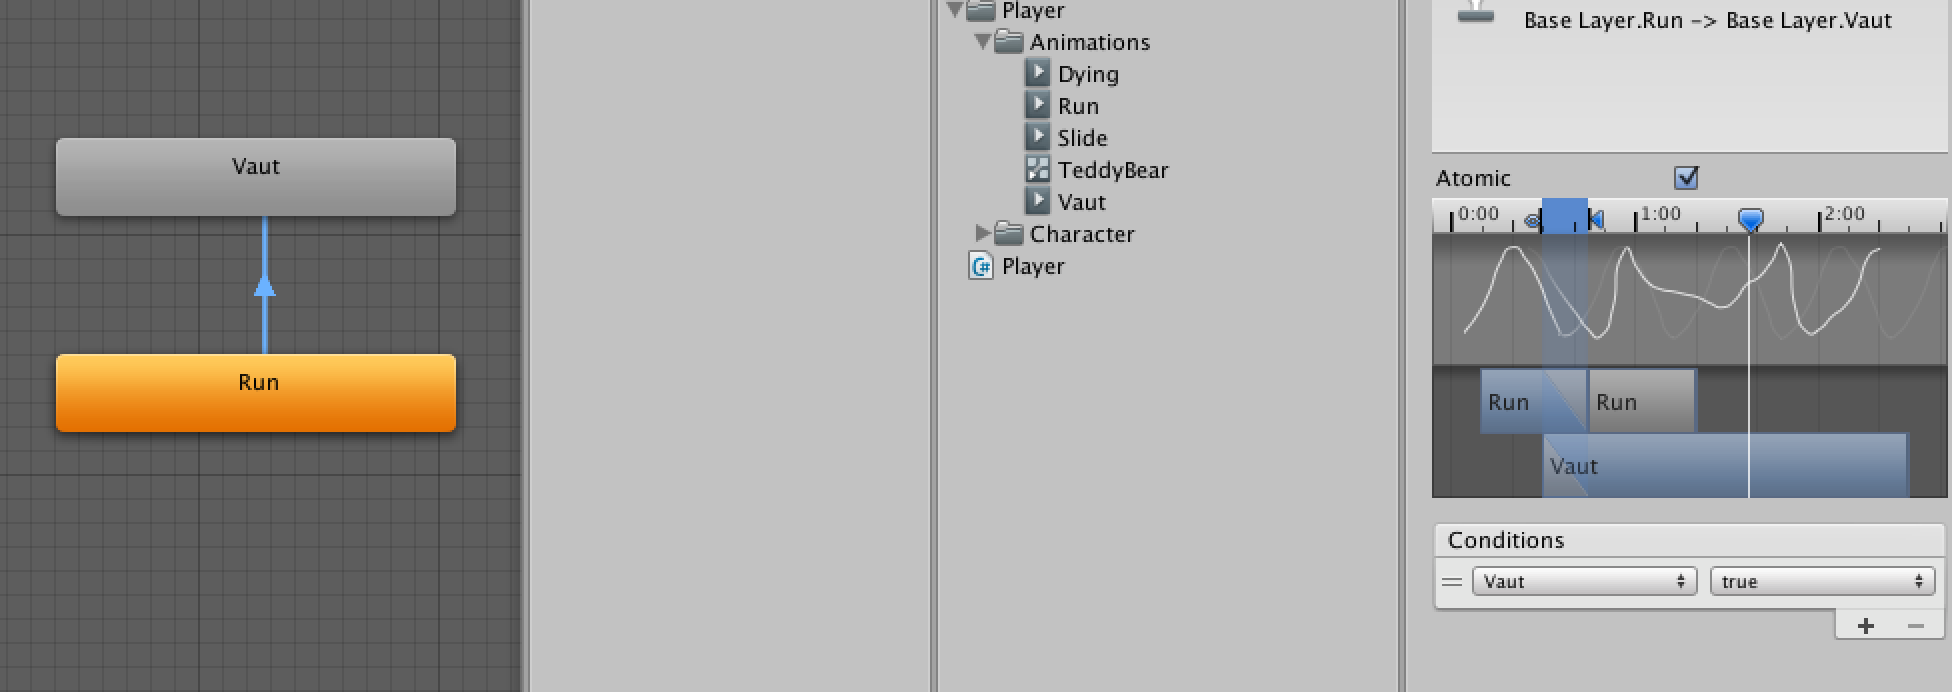 Vaut
Run
Player
Animations
Dying
Run
Slide
TeddyBear
Vaut
Character
Player
Base Layer.Run -> Base Layer.Vaut
Atomic
0:00 1:00 2:00
Run Run
Vaut
Conditions
Vaut true